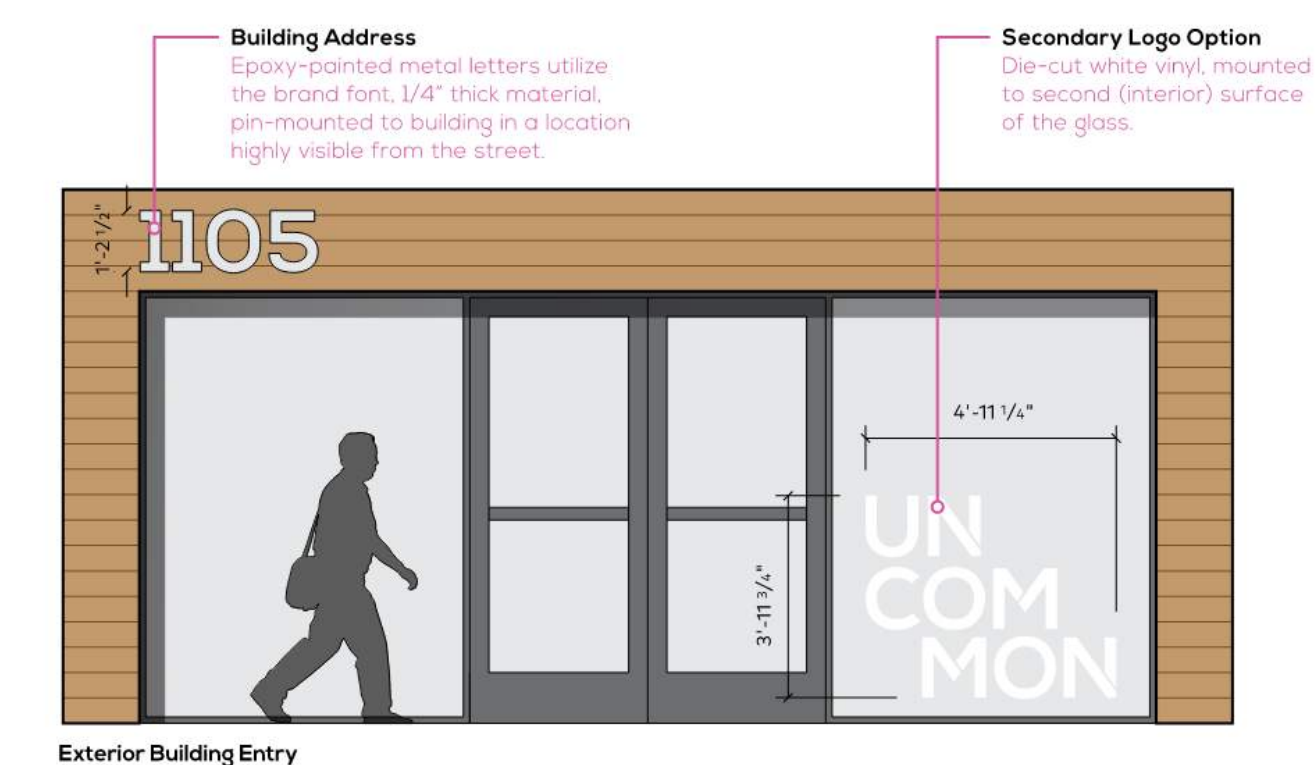 Building Address
Epoxy-painted metal letters utilize
the brand font, 1/4" thick material,
pin-mounted to building in a location
highly visible from the street.
Secondary Logo Option
Die-cut white vinyl, mounted
to second (interior) surface
of the glass.
1'-2 1/2"
1105
4'-11 1/4"
3'-11 3/4"
UN
COM
MON
Exterior Building Entry